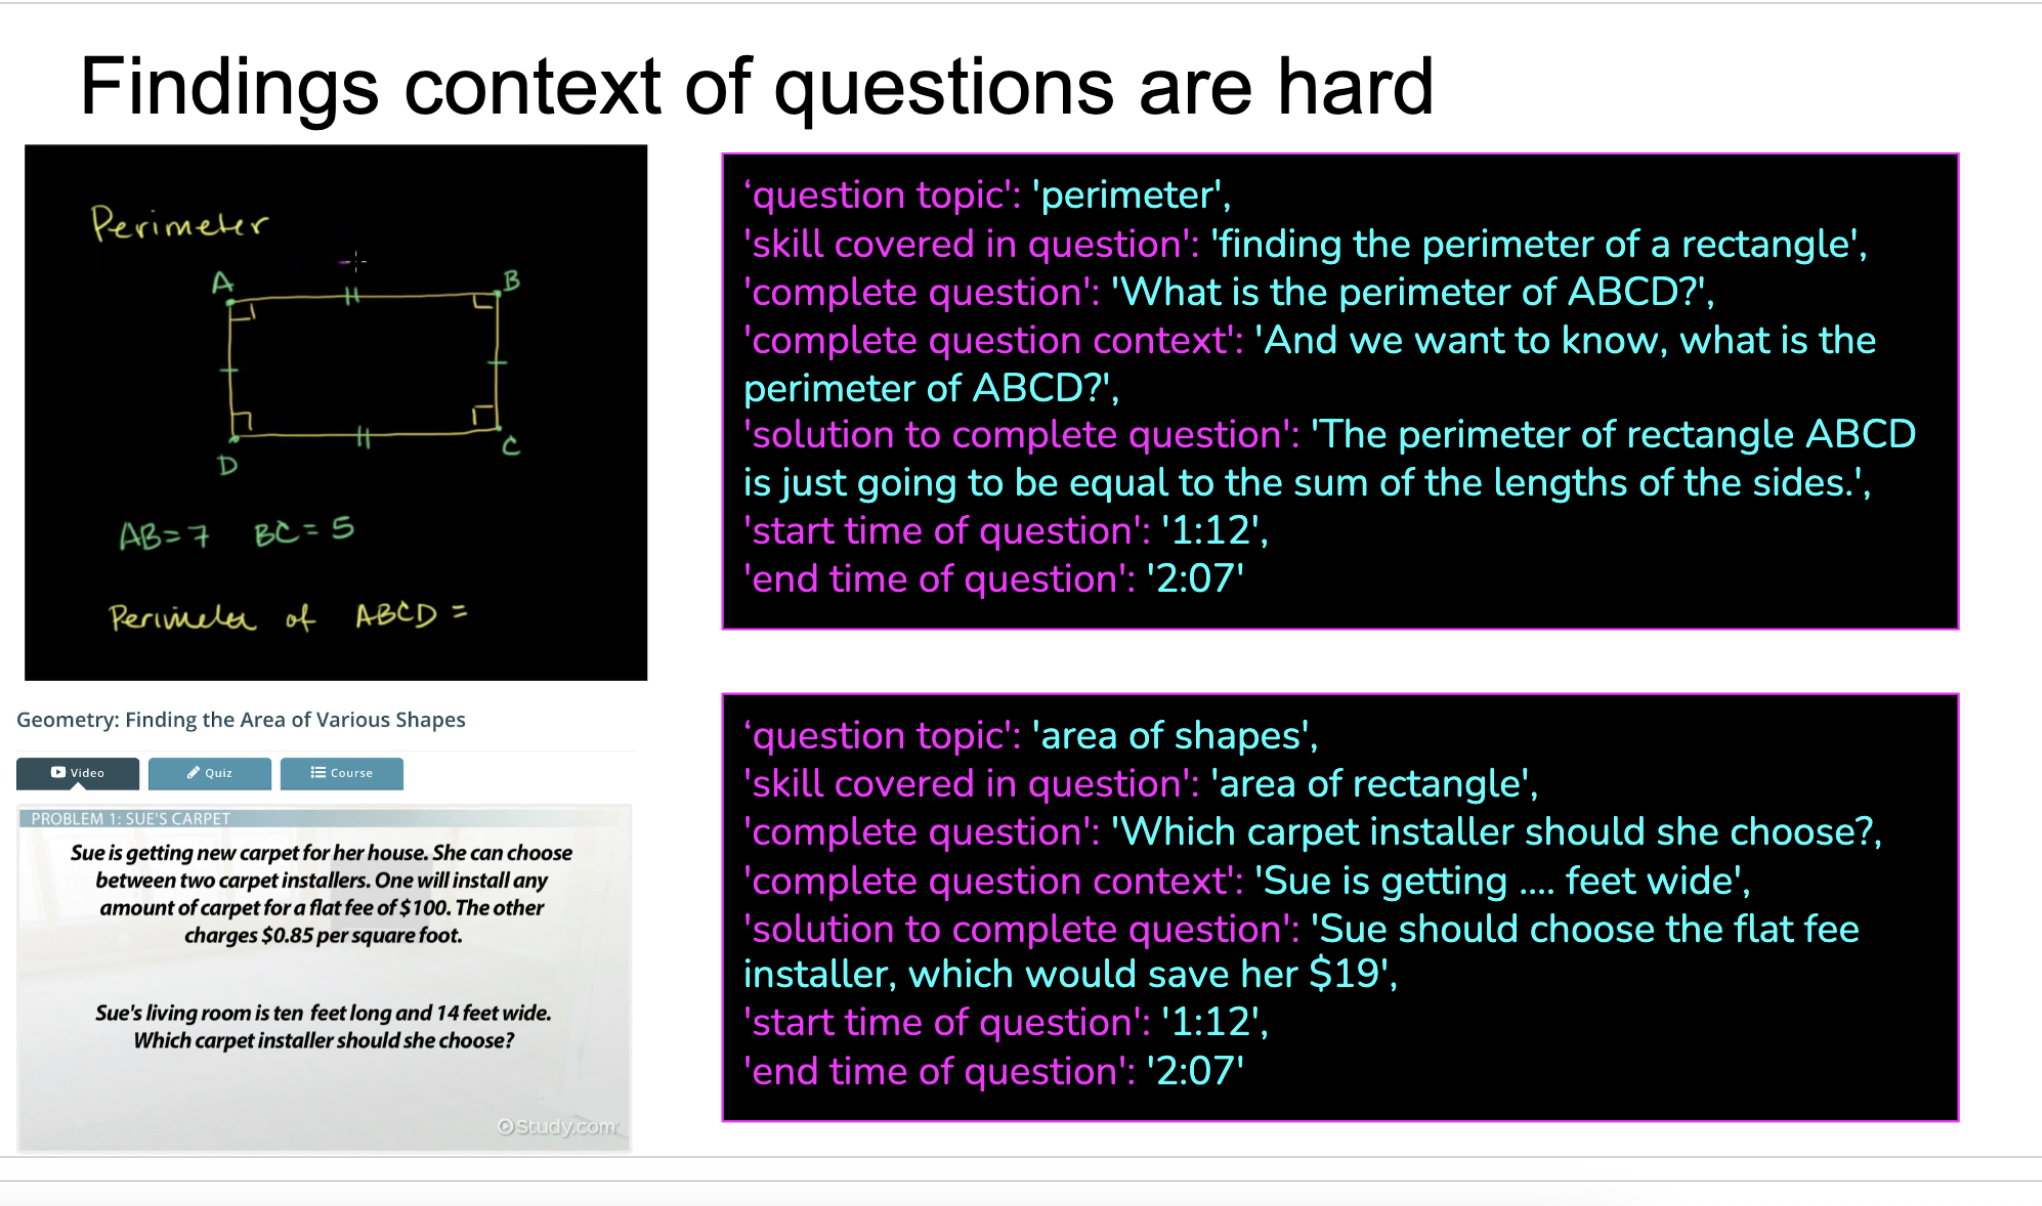 Findings context of questions are hard
Perimeter
A
B
D
C
AB = 7 BC = 5
Perimeter of ABCD =
‘question topic': 'perimeter',
'skill covered in question': 'finding the perimeter of a rectangle',
'complete question': 'What is the perimeter of ABCD?',
'complete question context': 'And we want to know, what is the
perimeter of ABCD?',
'solution to complete question': 'The perimeter of rectangle ABCD
is just going to be equal to the sum of the lengths of the sides.',
'start time of question': '1:12',
'end time of question': '2:07'
Geometry: Finding the Area of Various Shapes
Video Quiz Course
PROBLEM 1: SUE'S CARPET
Sue is getting new carpet for her house. She can choose
between two carpet installers. One will install any
amount of carpet for a flat fee of $100. The other
charges $0.85 per square foot.
Sue's living room is ten feet long and 14 feet wide.
Which carpet installer should she choose?
Study.com
‘question topic': 'area of shapes',
'skill covered in question': 'area of rectangle',
'complete question': 'Which carpet installer should she choose?,
'complete question context': 'Sue is getting .... feet wide',
'solution to complete question': 'Sue should choose the flat fee
installer, which would save her $19',
'start time of question': '1:12',
'end time of question': '2:07'